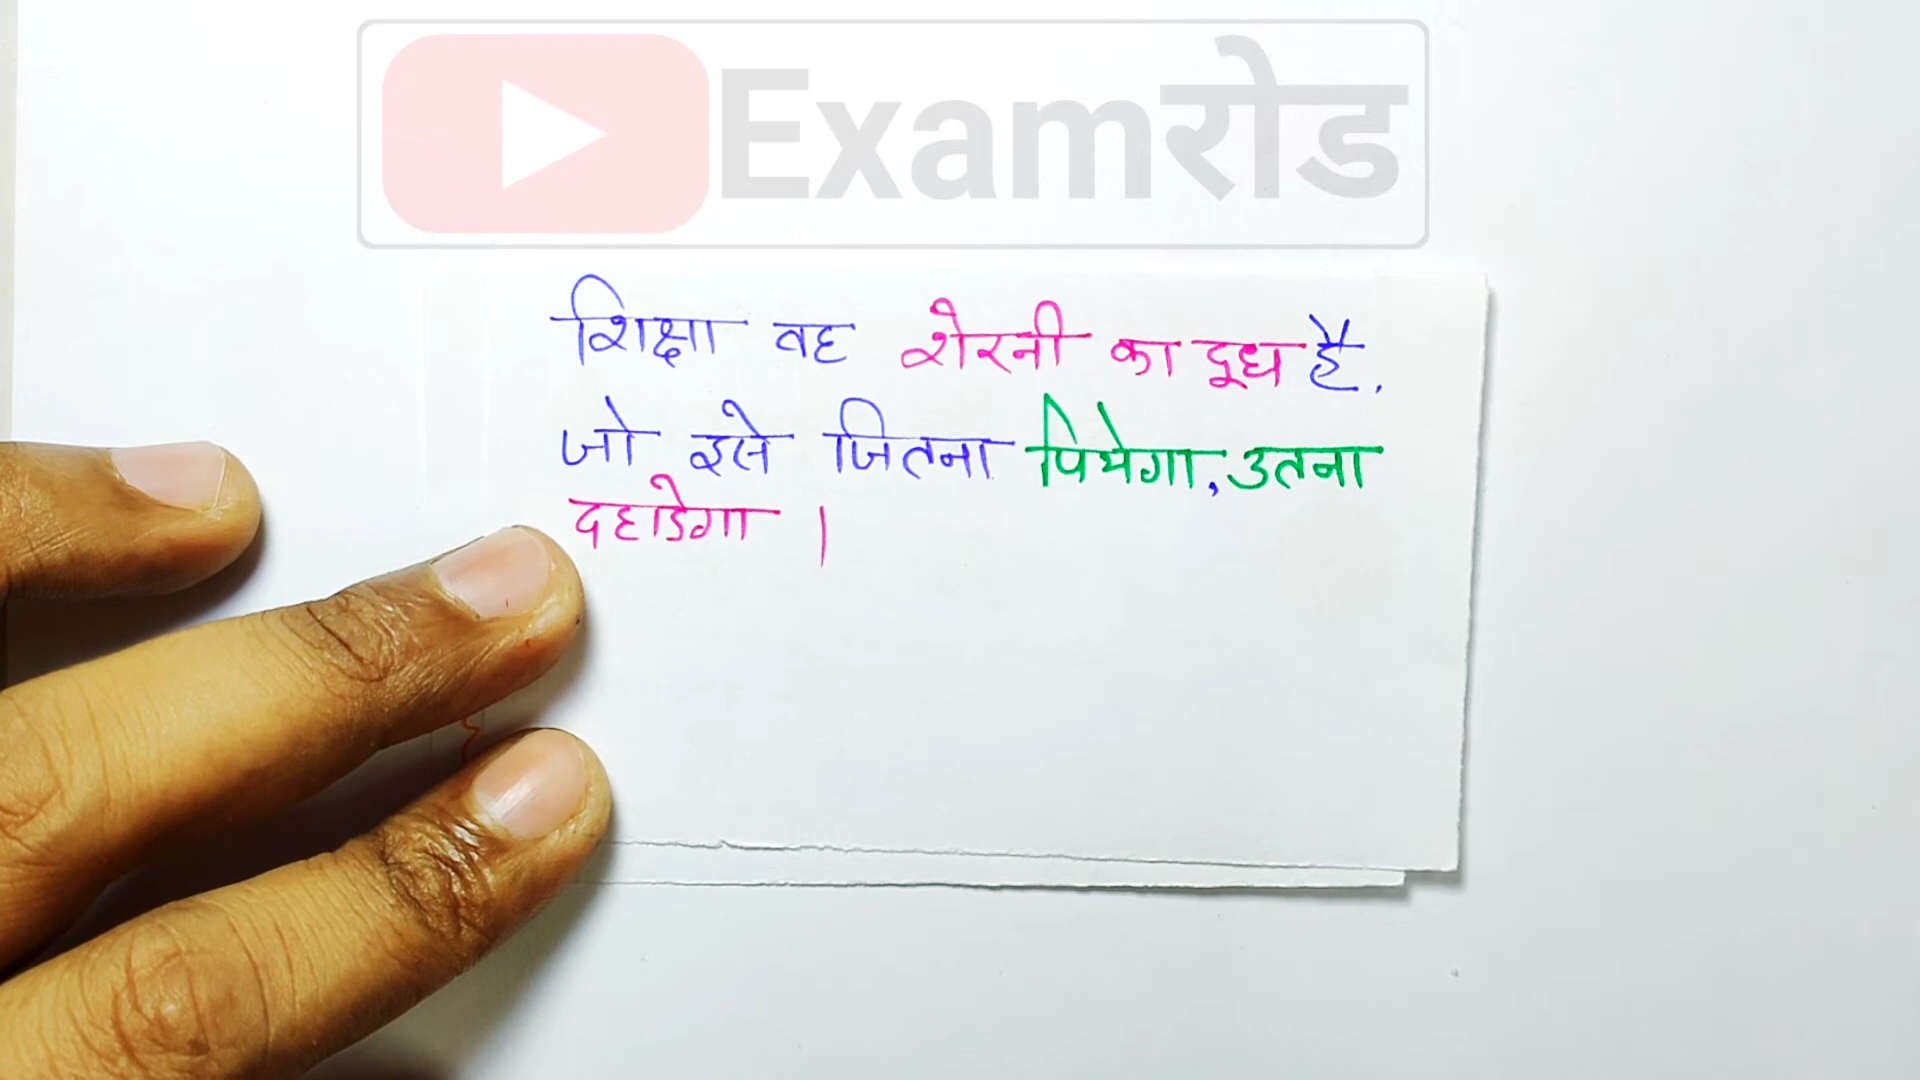 Examरोड
शिक्षा वह शेरनी का दूध है,
जो इसे जितना पियेगा, उतना
दहाडेगा ।